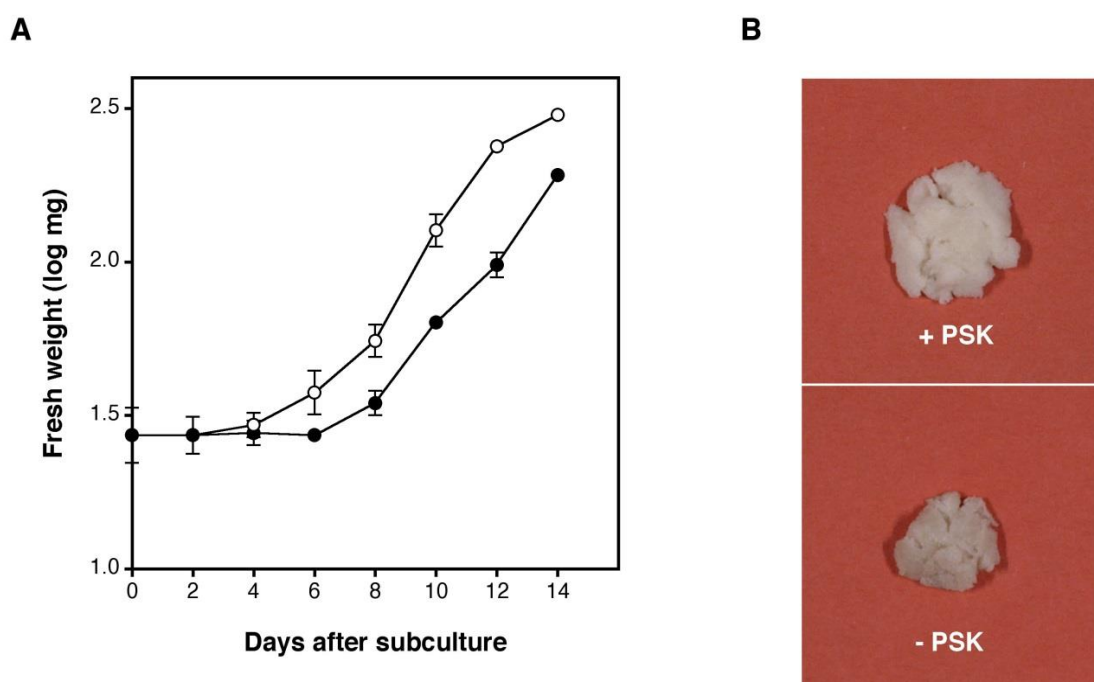 A
B
2.5
2.0
1.5
1.0
Fresh weight (log mg)
0 2 4 6 8 10 12 14
Days after subculture
+ PSK
- PSK